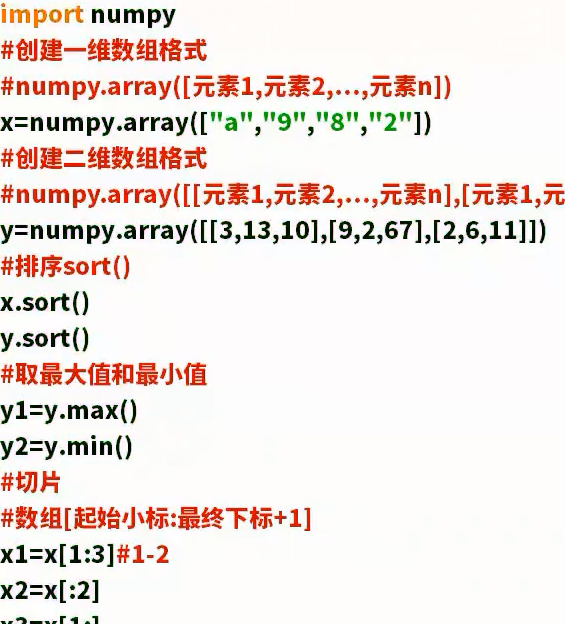 import numpy
#创建一维数组格式
#numpy.array([元素1,元素2,...,元素n])
x=numpy.array(["a","9","8","2"])
#创建二维数组格式
#numpy.array([[元素1,元素2,...,元素n],[元素1,元
y=numpy.array([[3,13,10],[9,2,67],[2,6,11]])
#排序sort()
x.sort()
y.sort()
#取最大值和最小值
y1=y.max()
y2=y.min()
#切片
#数组[起始小标:最终下标+1]
x1=x[1:3]#1-2
x2=x[:2]
x3=x[1:]